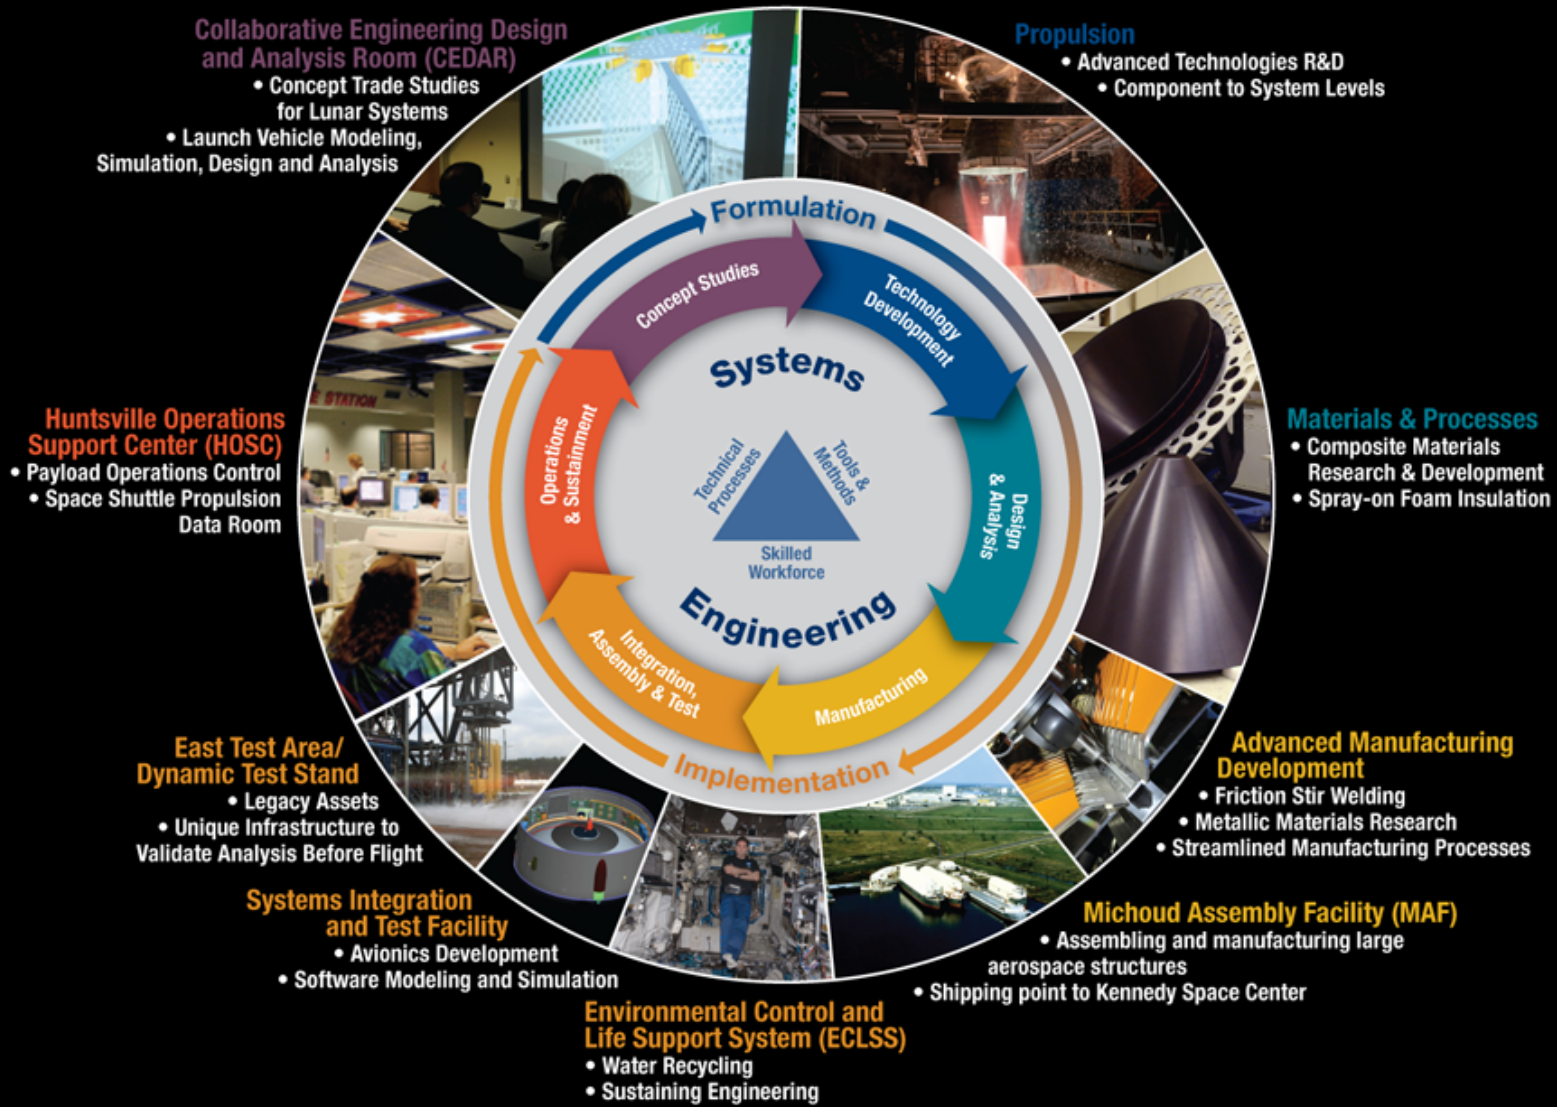 Collaborative Engineering Design
and Analysis Room (CEDAR)
• Concept Trade Studies
for Lunar Systems
• Launch Vehicle Modeling,
Simulation, Design and Analysis
Propulsion
• Advanced Technologies R&D
• Component to System Levels
Materials & Processes
• Composite Materials
Research & Development
• Spray-on Foam Insulation
Advanced Manufacturing
Development
• Friction Stir Welding
• Metallic Materials Research
• Streamlined Manufacturing Processes
Michoud Assembly Facility (MAF)
• Assembling and manufacturing large
aerospace structures
• Shipping point to Kennedy Space Center
Environmental Control and
Life Support System (ECLSS)
• Water Recycling
• Sustaining Engineering
Systems Integration
and Test Facility
• Avionics Development
• Software Modeling and Simulation
East Test Area/
Dynamic Test Stand
• Legacy Assets
• Unique Infrastructure to
Validate Analysis Before Flight
Huntsville Operations
Support Center (HOSC)
• Payload Operations Control
• Space Shuttle Propulsion
Data Room
E STATION
Formulation
Concept Studies
Technology
Development
Design
& Analysis
Manufacturing
Integration,
Assembly & Test
Operations
& Sustainment
Implementation
Systems
Technical
Processes
Tools &
Methods
Skilled
Workforce
Engineering